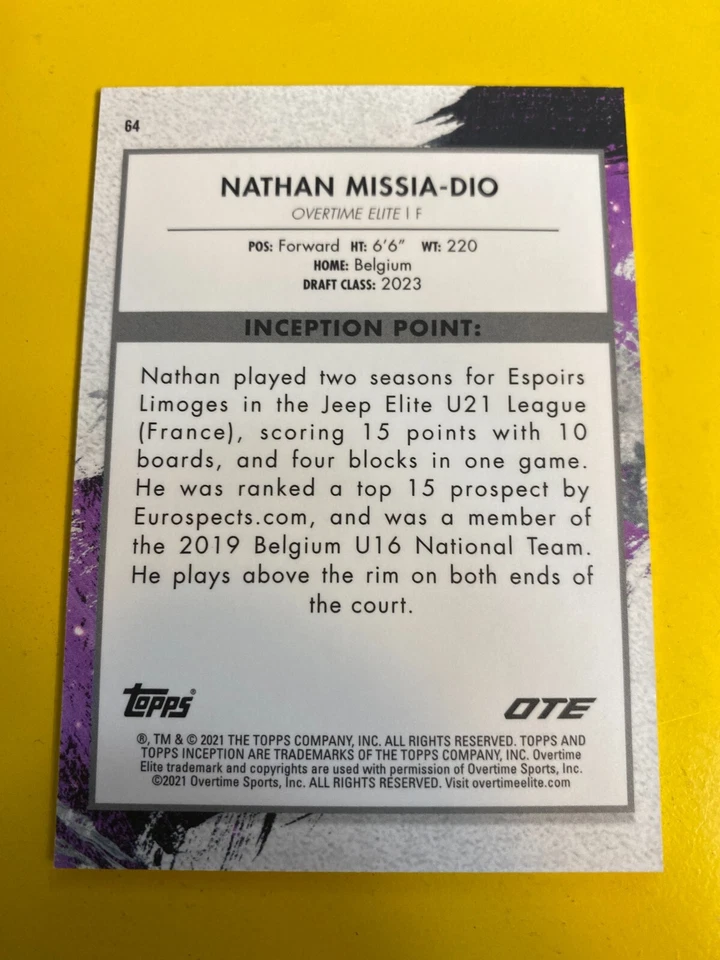 64
NATHAN MISSIA-DIO
OVERTIME ELITE | F
POS: Forward HT: 6'6" WT: 220
HOME: Belgium
DRAFT CLASS: 2023
INCEPTION POINT:
Nathan played two seasons for Espoirs
Limoges in the Jeep Elite U21 League
(France), scoring 15 points with 10
boards, and four blocks in one game.
He was ranked a top 15 prospect by
Eurospects.com, and was a member of
the 2019 Belgium U16 National Team.
He plays above the rim on both ends of
the court.
Topps® OTE
®, TM & © 2021 THE TOPPS COMPANY, INC. ALL RIGHTS RESERVED. TOPPS AND
TOPPS INCEPTION ARE TRADEMARKS OF THE TOPPS COMPANY, INC. Overtime
Elite trademark and copyrights are used with permission of Overtime Sports, Inc.
©2021 Overtime Sports, Inc. ALL RIGHTS RESERVED. Visit overtimeelite.com